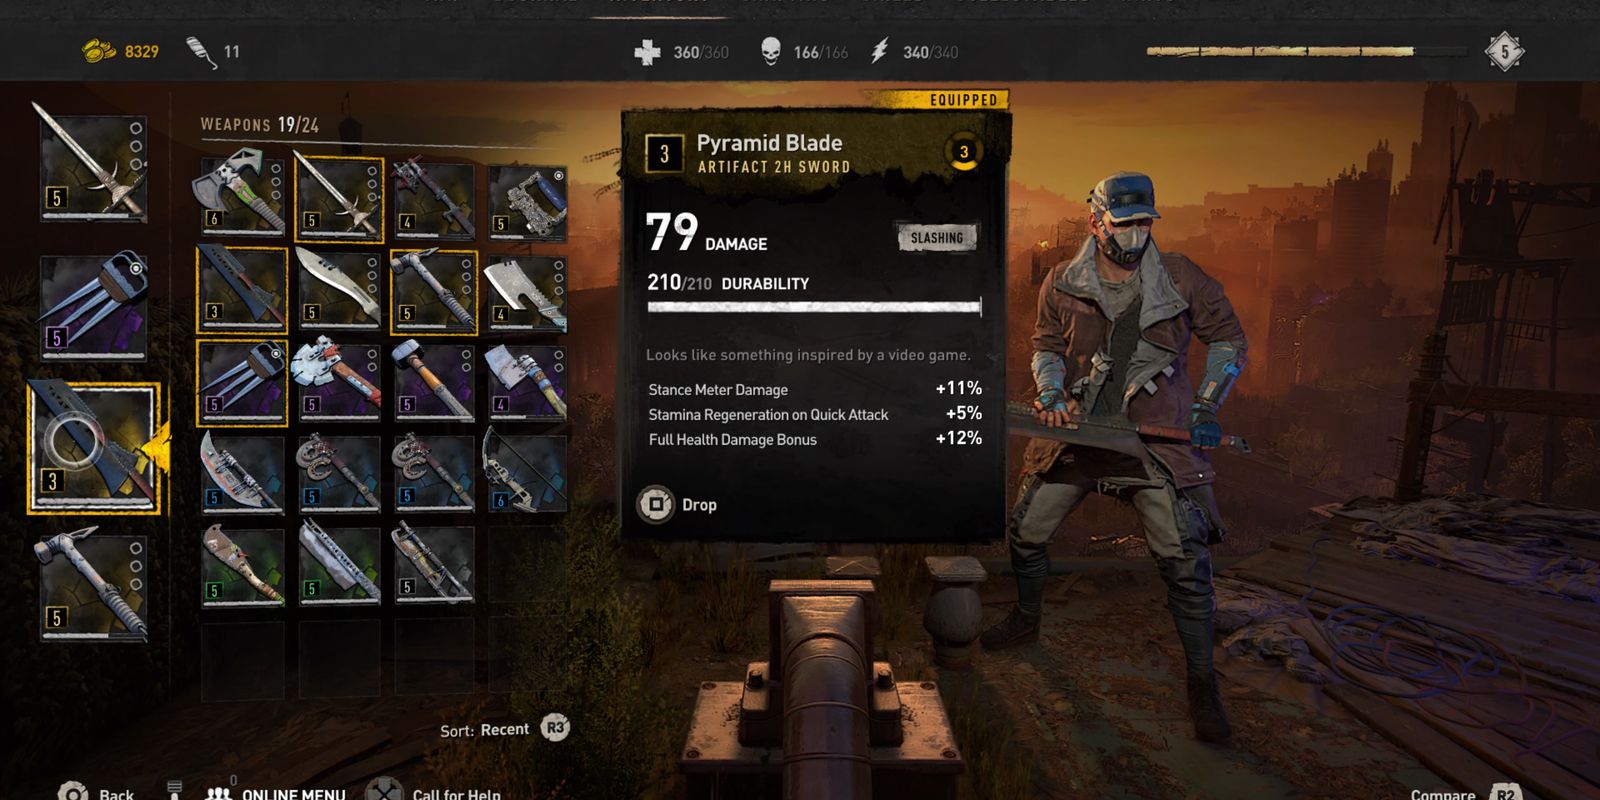 INVENTORY
8329
11
360/360
166/166
340/340
5
WEAPONS 19/24
EQUIPPED
3
Pyramid Blade
ARTIFACT 2H SWORD
3
79 DAMAGE
SLASHING
210/210 DURABILITY
Looks like something inspired by a video game.
Stance Meter Damage +11%
Stamina Regeneration on Quick Attack +5%
Full Health Damage Bonus +12%
Drop
5
5
3
5
6
5
4
5
3
5
5
4
5
5
5
4
5
5
5
6
5
5
5
Sort: Recent R3
Back
0
ONLINE MENU
Call for Help
Compare R2